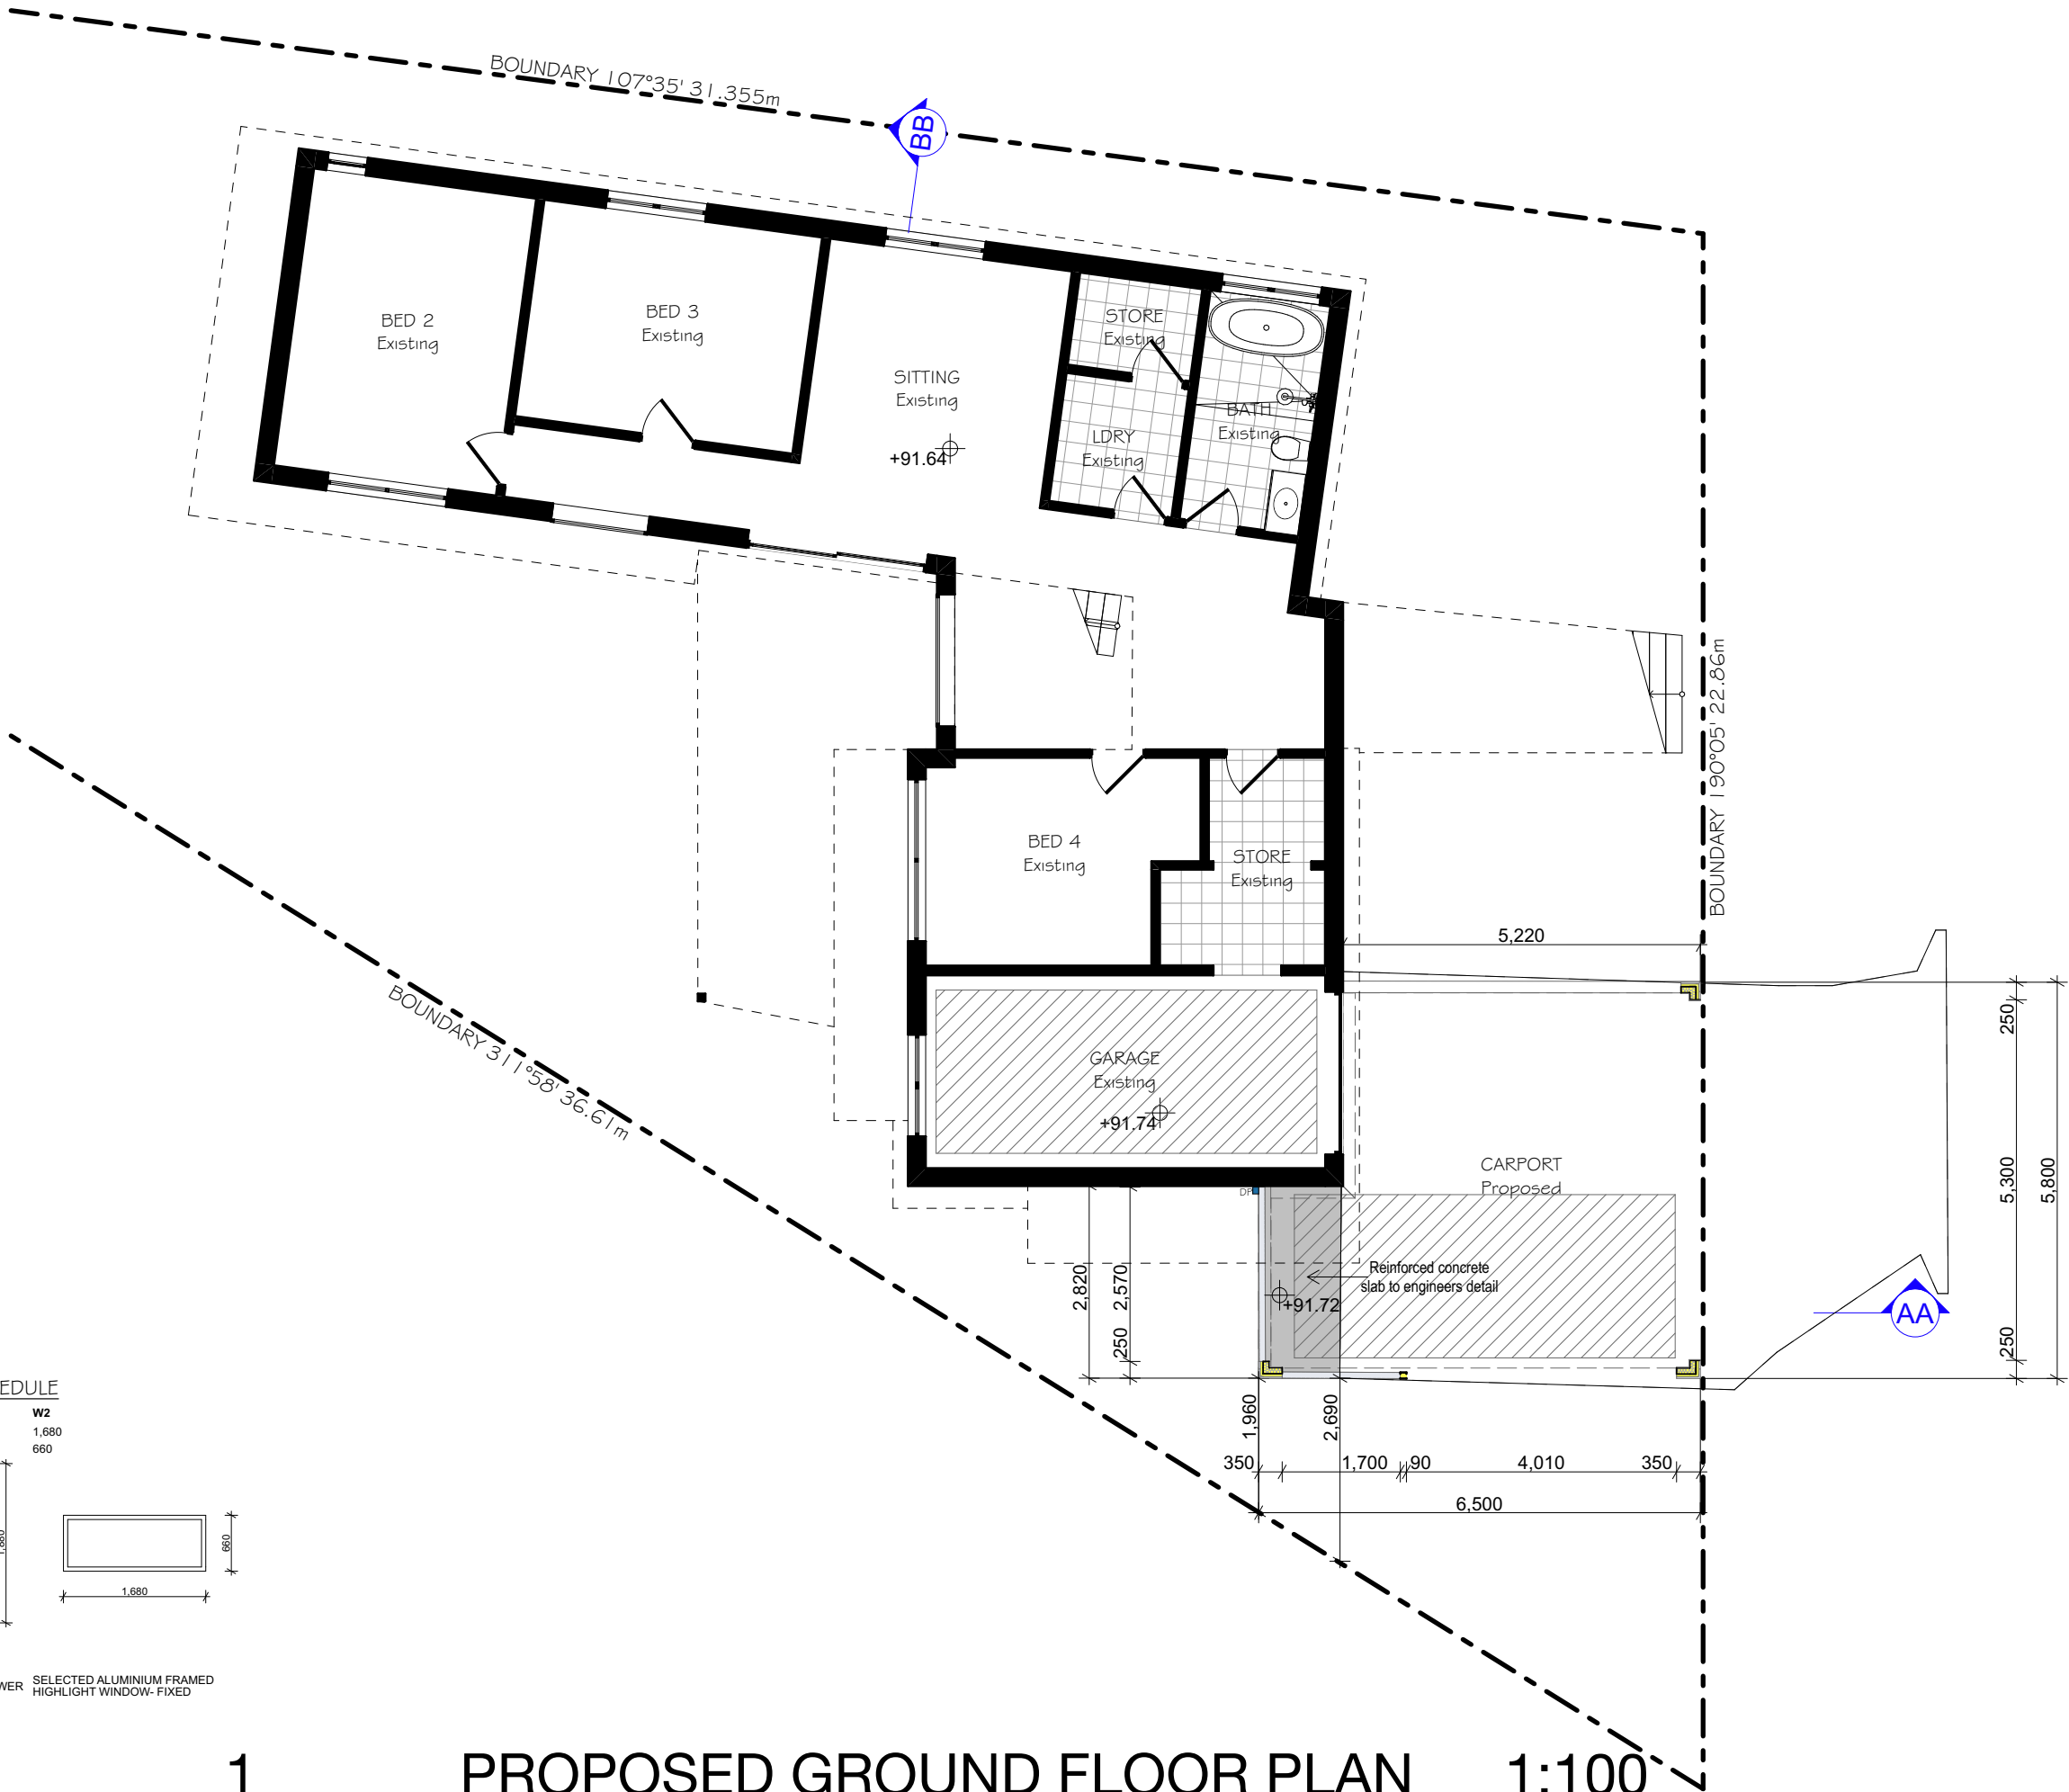 BOUNDARY 107°35' 31.355m
BB
BED 2
Existing
BED 3
Existing
SITTING
Existing
+91.64
STORE
Existing
LDRY
Existing
BATH
Existing
BOUNDARY 190°05' 22.86m
BED 4
Existing
STORE
Existing
5,220
BOUNDARY 311°58' 36.61m
GARAGE
Existing
+91.74
CARPORT
Proposed
250
5,300
5,800
250
DP
Reinforced concrete
slab to engineers detail
+91.72
AA
2,820
2,570
250
1,960
2,690
350
1,700
90
4,010
350
6,500
EDULE
W2
1,680
660
660
1,680
WER
SELECTED ALUMINIUM FRAMED
HIGHLIGHT WINDOW- FIXED
1
PROPOSED GROUND FLOOR PLAN
1:100